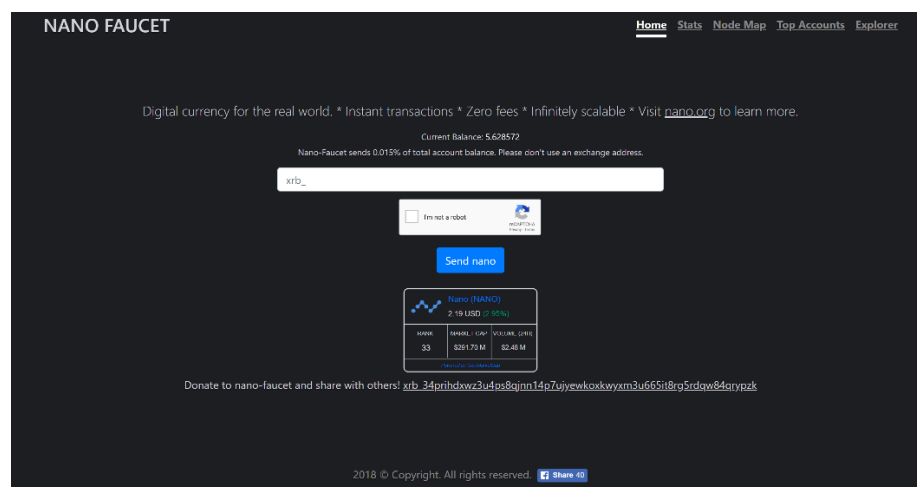 NANO FAUCET
Home Stats Node Map Top Accounts Explorer
Digital currency for the real world. * Instant transactions * Zero fees * Infinitely scalable * Visit nano.org to learn more.
Current Balance: 5.628572
Nano-Faucet sends 0.015% of total account balance. Please don't use an exchange address.
xrb_
I'm not a robot
reCAPTCHA
Privacy - Terms
Send nano
Nano (NANO)
2.19 USD (2.95%)
RANK MARKET CAP VOLUME (24H)
33 $291.70 M $2.48 M
Donate to nano-faucet and share with others! xrb_34prihdxwz3u4ps8qjnn14p7ujyewkoxkwyxm3u665it8rg5rdqw84qrypzk
2018 © Copyright. All rights reserved. Share 40